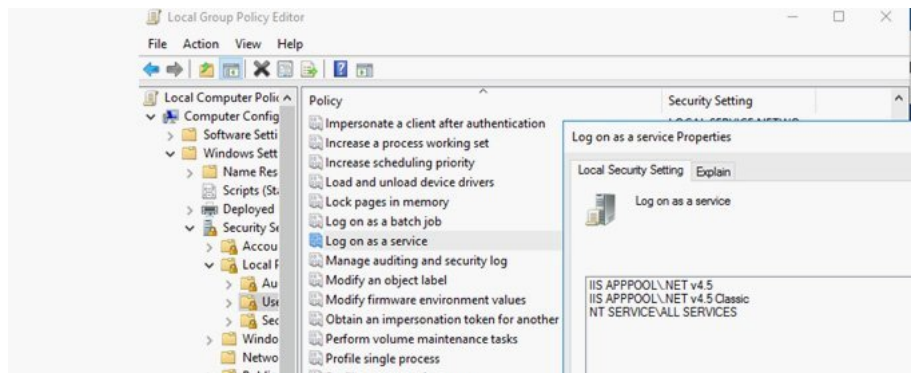 Local Group Policy Editor
File Action View Help
Local Computer Polic
Computer Config
Software Setti
Windows Sett
Name Res
Scripts (Sta
Deployed
Security Se
Accou
Local P
Au
Use
Sec
Windo
Netwo
Policy Security Setting
Impersonate a client after authentication
Increase a process working set
Increase scheduling priority
Load and unload device drivers
Lock pages in memory
Log on as a batch job
Log on as a service
Manage auditing and security log
Modify an object label
Modify firmware environment values
Obtain an impersonation token for another
Perform volume maintenance tasks
Profile single process
Log on as a service Properties
Local Security Setting Explain
Log on as a service
IIS APPPOOL\.NET v4.5
IIS APPPOOL\.NET v4.5 Classic
NT SERVICE\ALL SERVICES